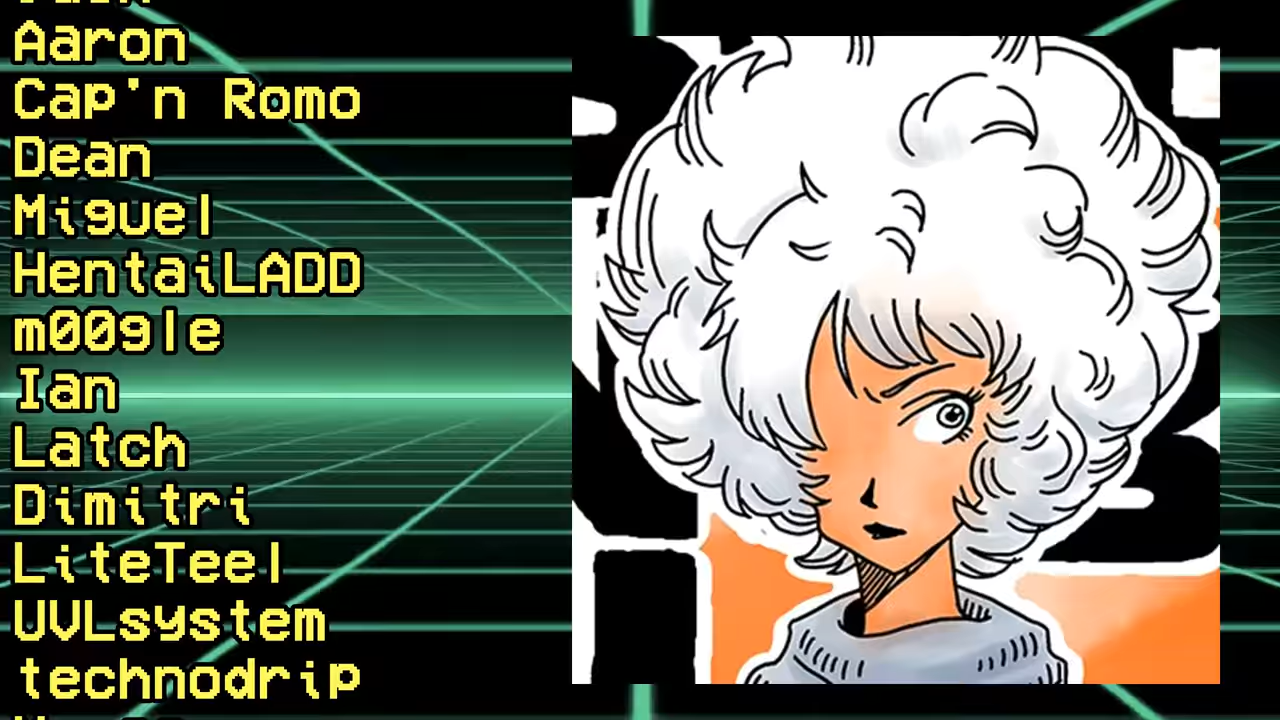 Aaron
Cap'n Romo
Dean
Miguel
HentaiLADD
m00gle
Ian
Latch
Dimitri
LiteTeel
UVLsystem
technodrip